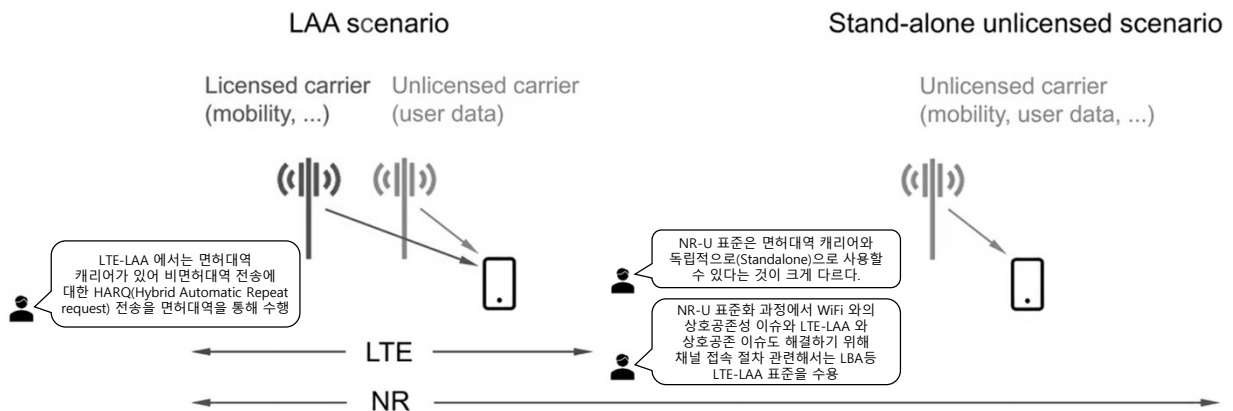 LAA scenario
Stand-alone unlicensed scenario
Licensed carrier
(mobility, ...)
Unlicensed carrier
(user data)
Unlicensed carrier
(mobility, user data, ...)
LTE-LAA 에서는 면허대역
캐리어가 있어 비면허대역 전송에
대한 HARQ(Hybrid Automatic Repeat
request) 전송을 면허대역을 통해 수행
NR-U 표준은 면허대역 캐리어와
독립적으로(Standalone)으로 사용할
수 있다는 것이 크게 다르다.
NR-U 표준화 과정에서 WiFi 와의
상호공존성 이슈와 LTE-LAA 와
상호공존 이슈도 해결하기 위해
채널 접속 절차 관련해서는 LBA등
LTE-LAA 표준을 수용
LTE
NR